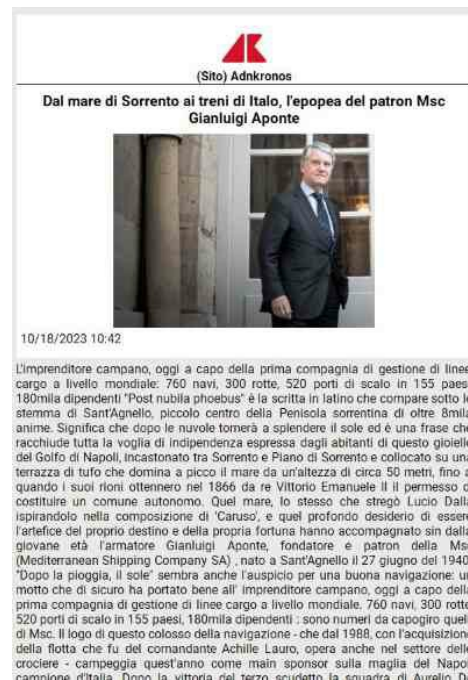 (Sito) Adnkronos
Dal mare di Sorrento ai treni di Italo, l'epopea del patron Msc
Gianluigi Aponte
10/18/2023 10:42
L'imprenditore campano, oggi a capo della prima compagnia di gestione di linee
cargo a livello mondiale: 760 navi, 300 rotte, 520 porti di scalo in 155 paesi
180mila dipendenti "Post nubila phoebus" è la scritta in latino che compare sotto lo
stemma di Sant'Agnello, piccolo centro della Penisola sorrentina di oltre 8mila
anime. Significa che dopo le nuvole tornerà a splendere il sole ed è una frase che
racchiude tutta la voglia di indipendenza espressa dagli abitanti di questo gioiello
del Golfo di Napoli, incastonato tra Sorrento e Piano di Sorrento e collocato su una
terrazza di tufo che domina a picco il mare da un'altezza di circa 50 metri, fino a
quando i suoi rioni ottennero nel 1866 da re Vittorio Emanuele II il permesso di
costituire un comune autonomo. Quel mare, lo stesso che stregò Lucio Dalla
ispirandolo nella composizione di 'Caruso', e quel profondo desiderio di essere
l'artefice del proprio destino e della propria fortuna hanno accompagnato sin dalla
giovane età l'armatore Gianluigi Aponte, fondatore e patron della Msc
(Mediterranean Shipping Company SA) , nato a Sant'Agnello il 27 giugno del 1940.
"Dopo la pioggia, il sole" sembra anche l'auspicio per una buona navigazione: un
motto che di sicuro ha portato bene all' imprenditore campano, oggi a capo della
prima compagnia di gestione di linee cargo a livello mondiale. 760 navi, 300 rotte
520 porti di scalo in 155 paesi, 180mila dipendenti : sono numeri da capogiro quelli
di Msc. Il logo di questo colosso della navigazione - che dal 1988, con l'acquisizione
della flotta che fu del comandante Achille Lauro, opera anche nel settore delle
crociere - campeggia quest'anno come main sponsor sulla maglia del Napoli
campione d'Italia. Dopo la vittoria del terzo scudetto la squadra di Aurelio De